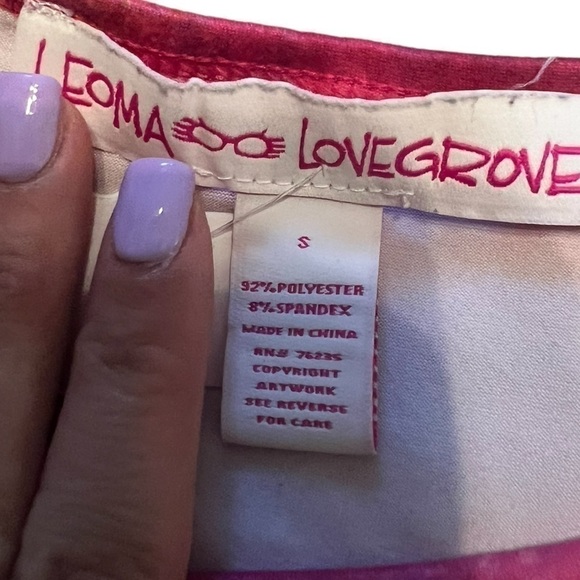 LEOMA LOVEGROVE
S
92% POLYESTER
8% SPANDEX
MADE IN CHINA
RN# 76235
COPYRIGHT
ARTWORK
SEE REVERSE
FOR CARE